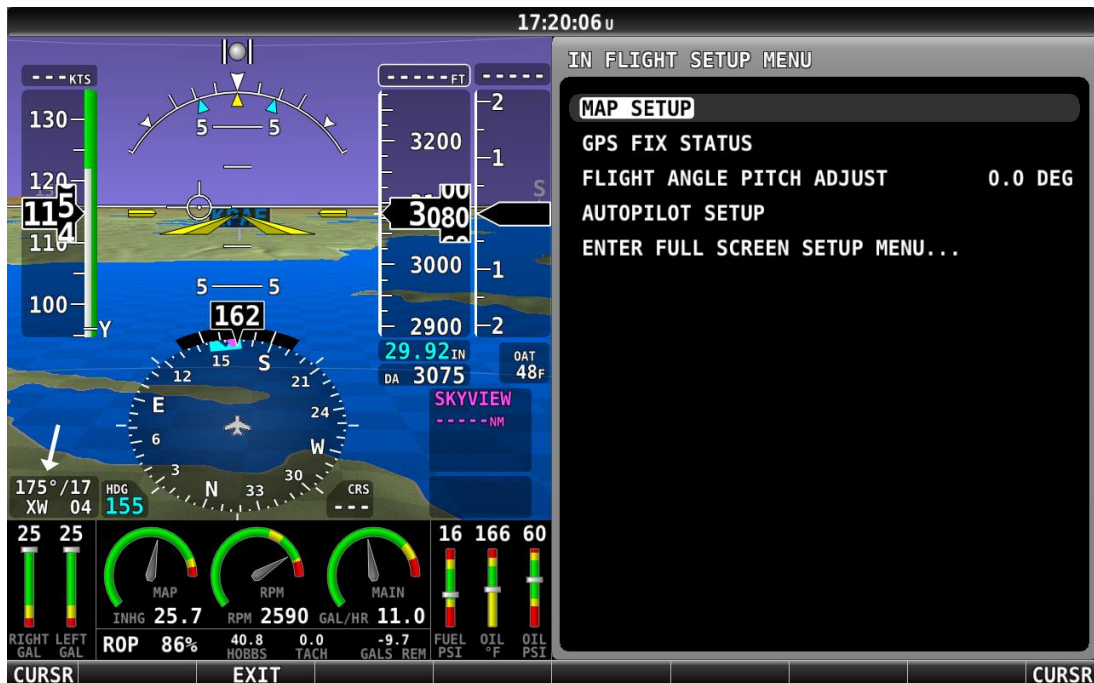 17:20:06 U
---KTS
-----FT
-----
130
120
115
4
110
100
Y
5 5
KPAE
5 5
3200
3080
3000
2900
2
1
1
2
S
162
12 15 S 21 24 W 30 33 N 3 6 E
29.92IN
DA 3075
OAT
48F
SKYVIEW
-----NM
175°/17
XW 04
HDG
155
CRS
---
25 25
RIGHT GAL
LEFT GAL
MAP
INHG 25.7
RPM
RPM 2590
MAIN
GAL/HR 11.0
ROP 86%
40.8
HOBBS
0.0
TACH
-9.7
GALS REM
16 166 60
FUEL PSI
OIL °F
OIL PSI
IN FLIGHT SETUP MENU
MAP SETUP
GPS FIX STATUS
FLIGHT ANGLE PITCH ADJUST 0.0 DEG
AUTOPILOT SETUP
ENTER FULL SCREEN SETUP MENU...
CURSR EXIT CURSR